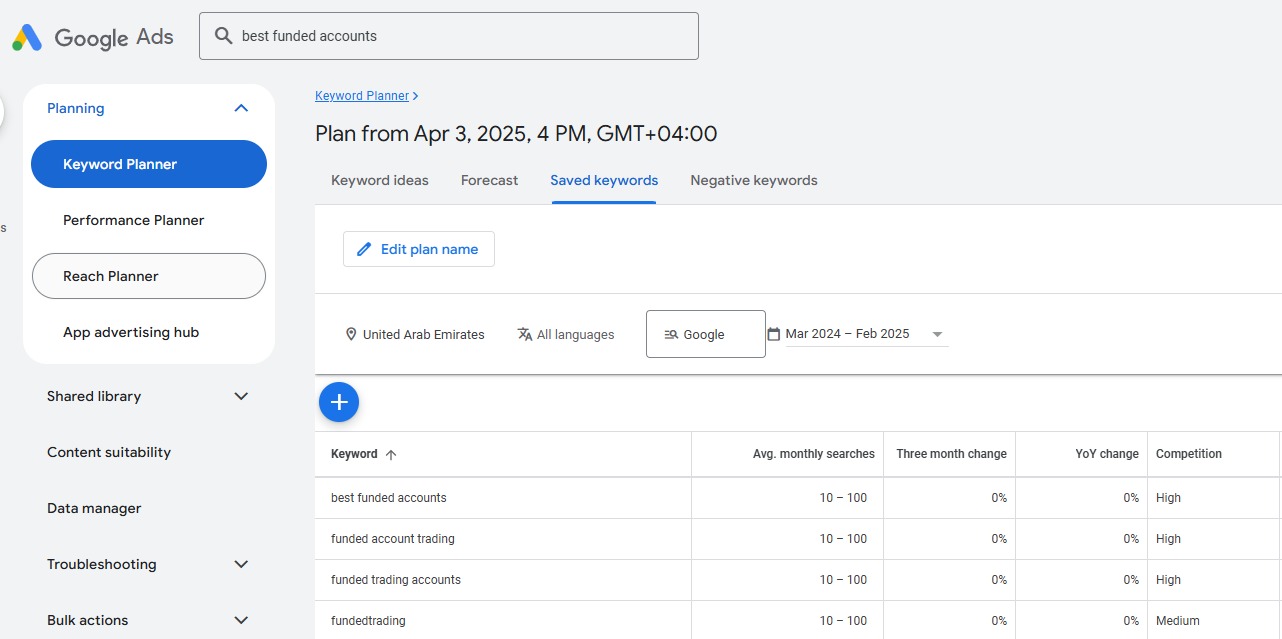 Google Ads
best funded accounts
Planning
Keyword Planner
Performance Planner
Reach Planner
App advertising hub
Shared library
Content suitability
Data manager
Troubleshooting
Bulk actions
s
Keyword Planner
Plan from Apr 3, 2025, 4 PM, GMT+04:00
Keyword ideas Forecast Saved keywords Negative keywords
Edit plan name
United Arab Emirates All languages Google Mar 2024 – Feb 2025
Keyword Avg. monthly searches Three month change YoY change Competition
best funded accounts 10 – 100 0% 0% High
funded account trading 10 – 100 0% 0% High
funded trading accounts 10 – 100 0% 0% High
fundedtrading 10 – 100 0% 0% Medium